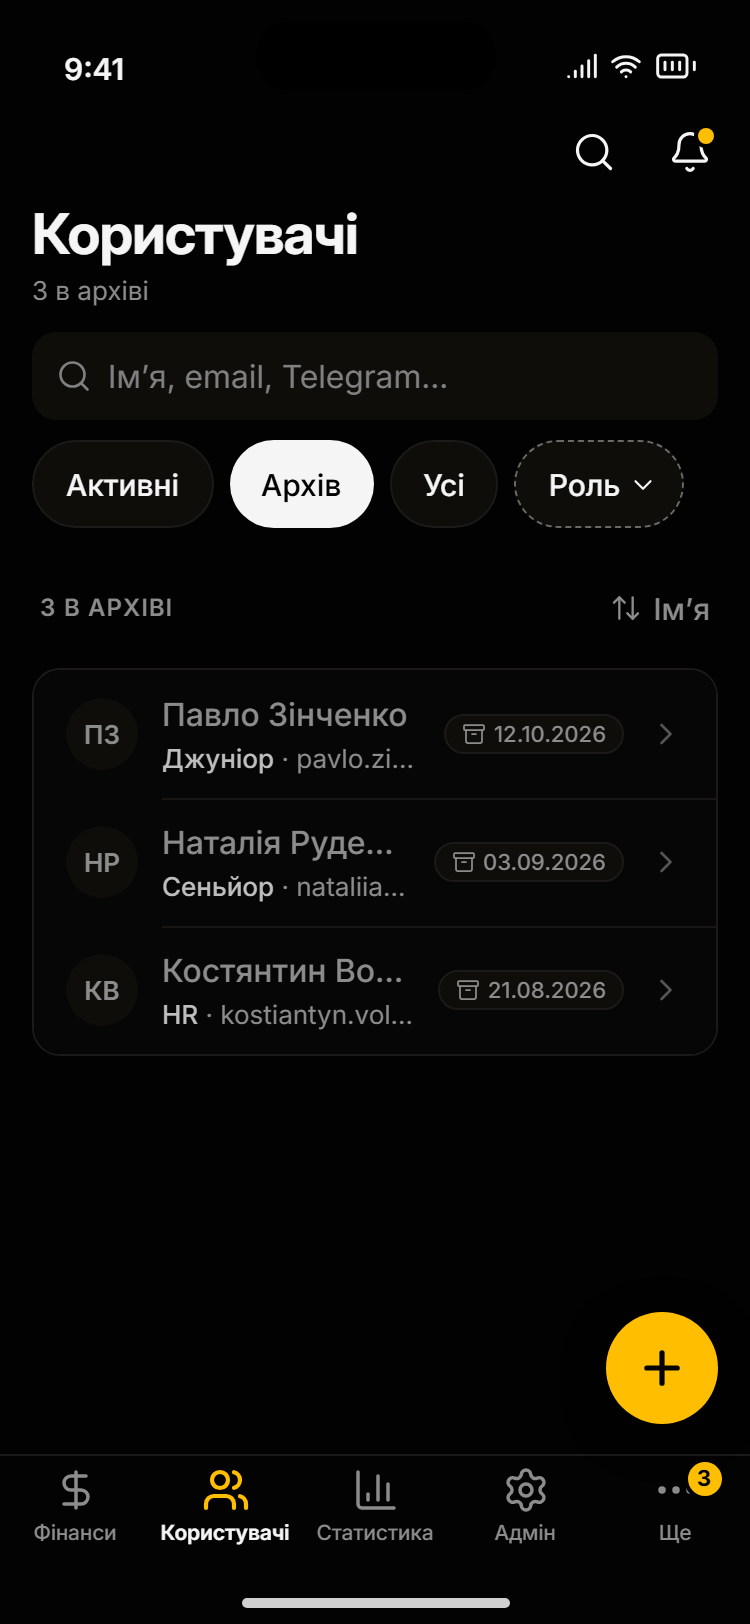 9:41
Користувачі
3 в архіві
Ім’я, email, Telegram...
Активні
Архів
Усі
Роль
3 В АРХІВІ
Ім’я
ПЗ
Павло Зінченко
Джуніор · pavlo.zi...
12.10.2026
НР
Наталія Руде...
Сеньйор · nataliia...
03.09.2026
КВ
Костянтин Во...
HR · kostiantyn.vol...
21.08.2026
3
Фінанси
Користувачі
Статистика
Адмін
Ще